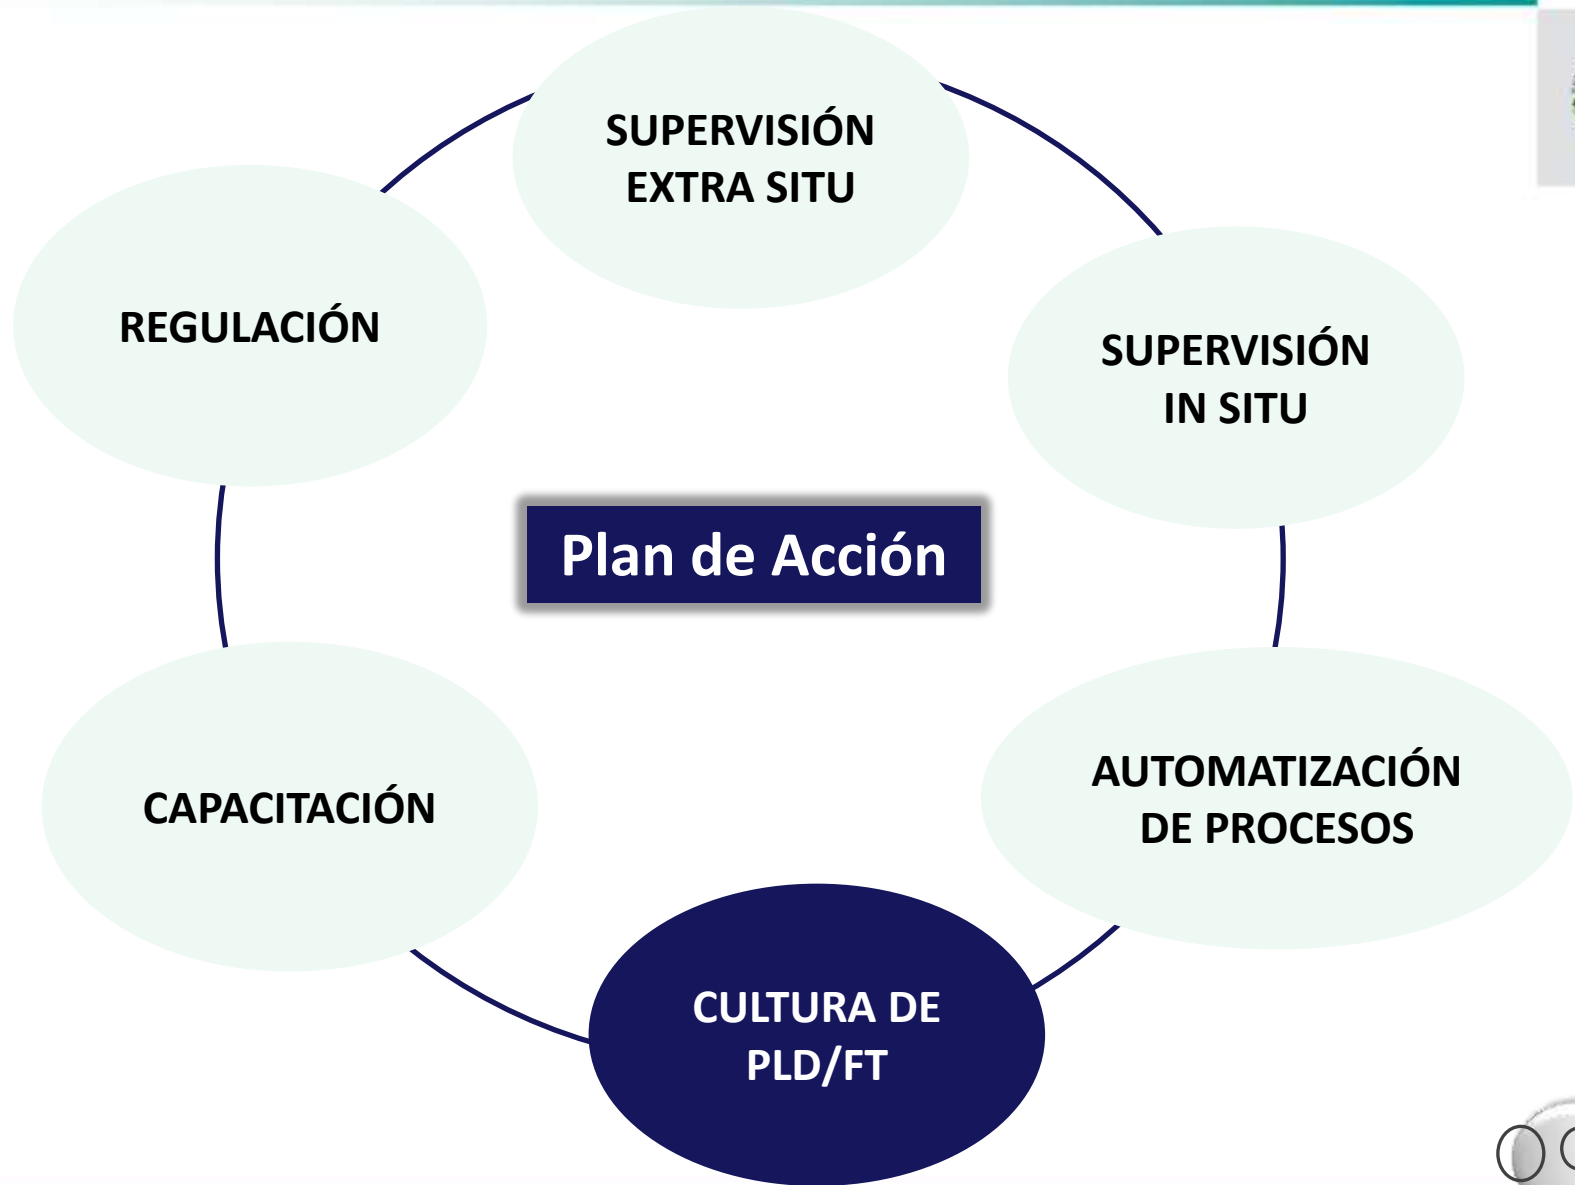 SUPERVISIÓN
EXTRA SITU
REGULACIÓN
SUPERVISIÓN
IN SITU
Plan de Acción
AUTOMATIZACIÓN
DE PROCESOS
CAPACITACIÓN
CULTURA DE
PLD/FT